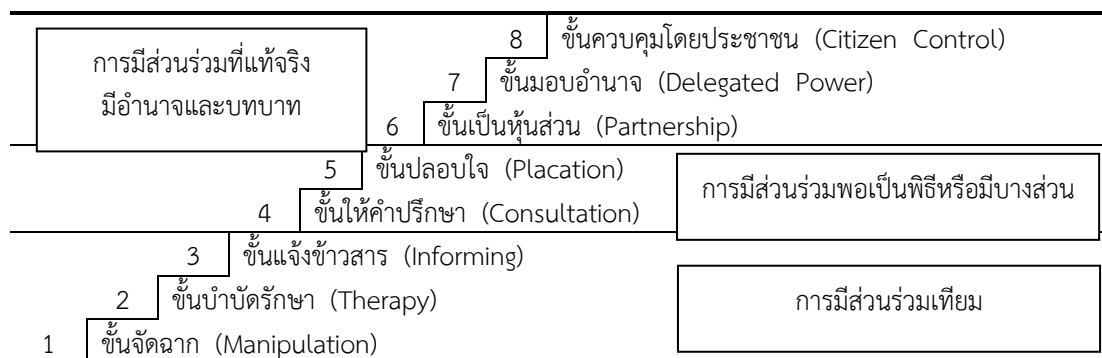 8 ขั้นควบคุมโดยประชาชน (Citizen Control)
การมีส่วนร่วมที่แท้จริง
มีอำนาจและบทบาท
7 ขั้นมอบอำนาจ (Delegated Power)
6 ขั้นเป็นหุ้นส่วน (Partnership)
5 ขั้นปลอบใจ (Placation)
การมีส่วนร่วมพอเป็นพิธีหรือมีบางส่วน
4 ขั้นให้คำปรึกษา (Consultation)
3 ขั้นแจ้งข้าวสาร (Informing)
2 ขั้นบำบัดรักษา (Therapy)
การมีส่วนร่วมเทียม
1 ขั้นจัดฉาก (Manipulation)